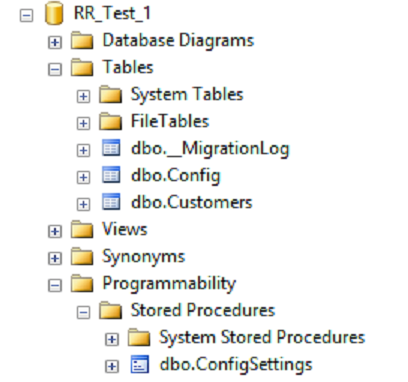 RR_Test_1
Database Diagrams
Tables
System Tables
FileTables
dbo.__MigrationLog
dbo.Config
dbo.Customers
Views
Synonyms
Programmability
Stored Procedures
System Stored Procedures
dbo.ConfigSettings